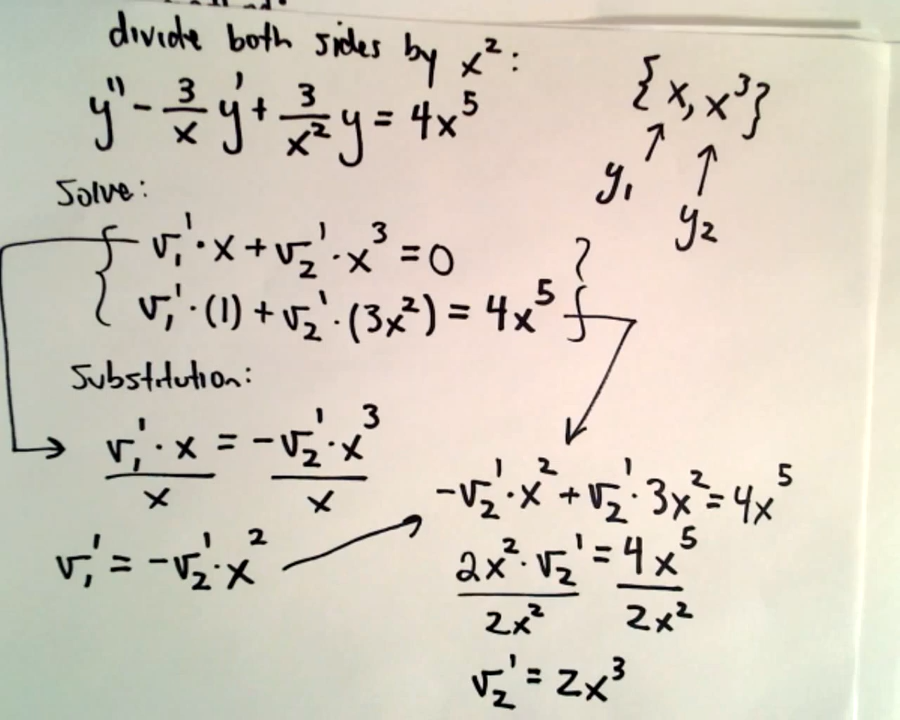 divide both sides by x²:
y'' - 3/x y' + 3/x² y = 4x⁵
{x, x³}
y₁
y₂
Solve:
v₁'·x + v₂'·x³ = 0
v₁'·(1) + v₂'·(3x²) = 4x⁵
Substitution:
v₁'·x / x = -v₂'·x³ / x
v₁' = -v₂'·x²
-v₂'·x² + v₂'·3x² = 4x⁵
2x²·v₂' / 2x² = 4x⁵ / 2x²
v₂' = 2x³